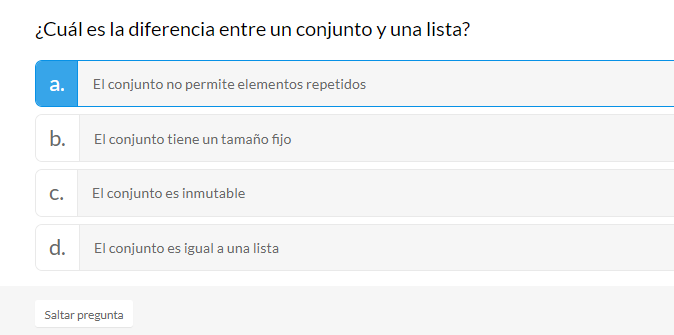 ¿Cuál es la diferencia entre un conjunto y una lista?
a. El conjunto no permite elementos repetidos
b. El conjunto tiene un tamaño fijo
c. El conjunto es inmutable
d. El conjunto es igual a una lista
Saltar pregunta